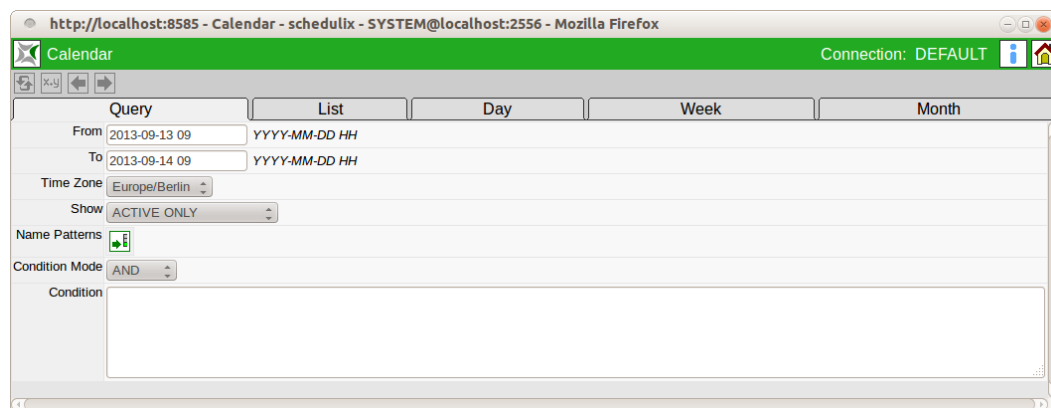 http://localhost:8585 - Calendar - schedulix - SYSTEM@localhost:2556 - Mozilla Firefox
Calendar Connection: DEFAULT
x.y
Query List Day Week Month
From 2013-09-13 09 YYYY-MM-DD HH
To 2013-09-14 09 YYYY-MM-DD HH
Time Zone Europe/Berlin
Show ACTIVE ONLY
Name Patterns
Condition Mode AND
Condition